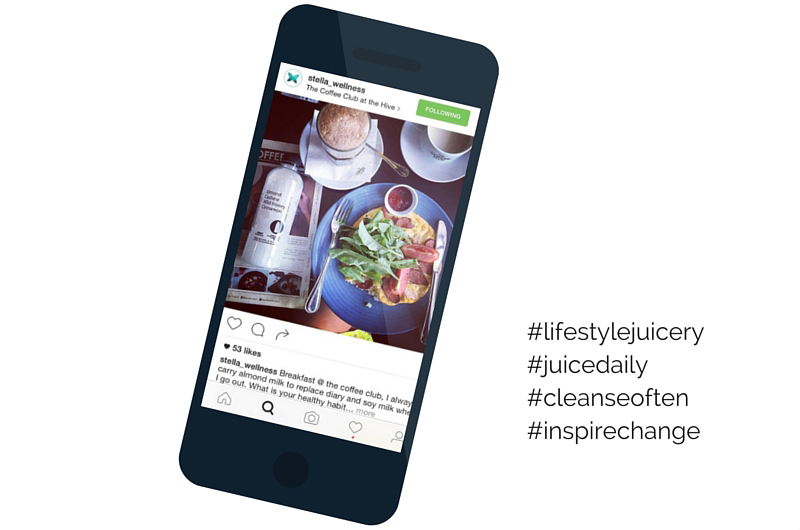 stella_wellness
The Coffee Club at the Hive >
FOLLOWING
OFFEE
53 likes
stella_wellness Breakfast @ the coffee club, I alway
carry almond milk to replace diary and soy milk whe
I go out. What is your healthy habit... more
#lifestylejuicery
#juicedaily
#cleanseoften
#inspirechange